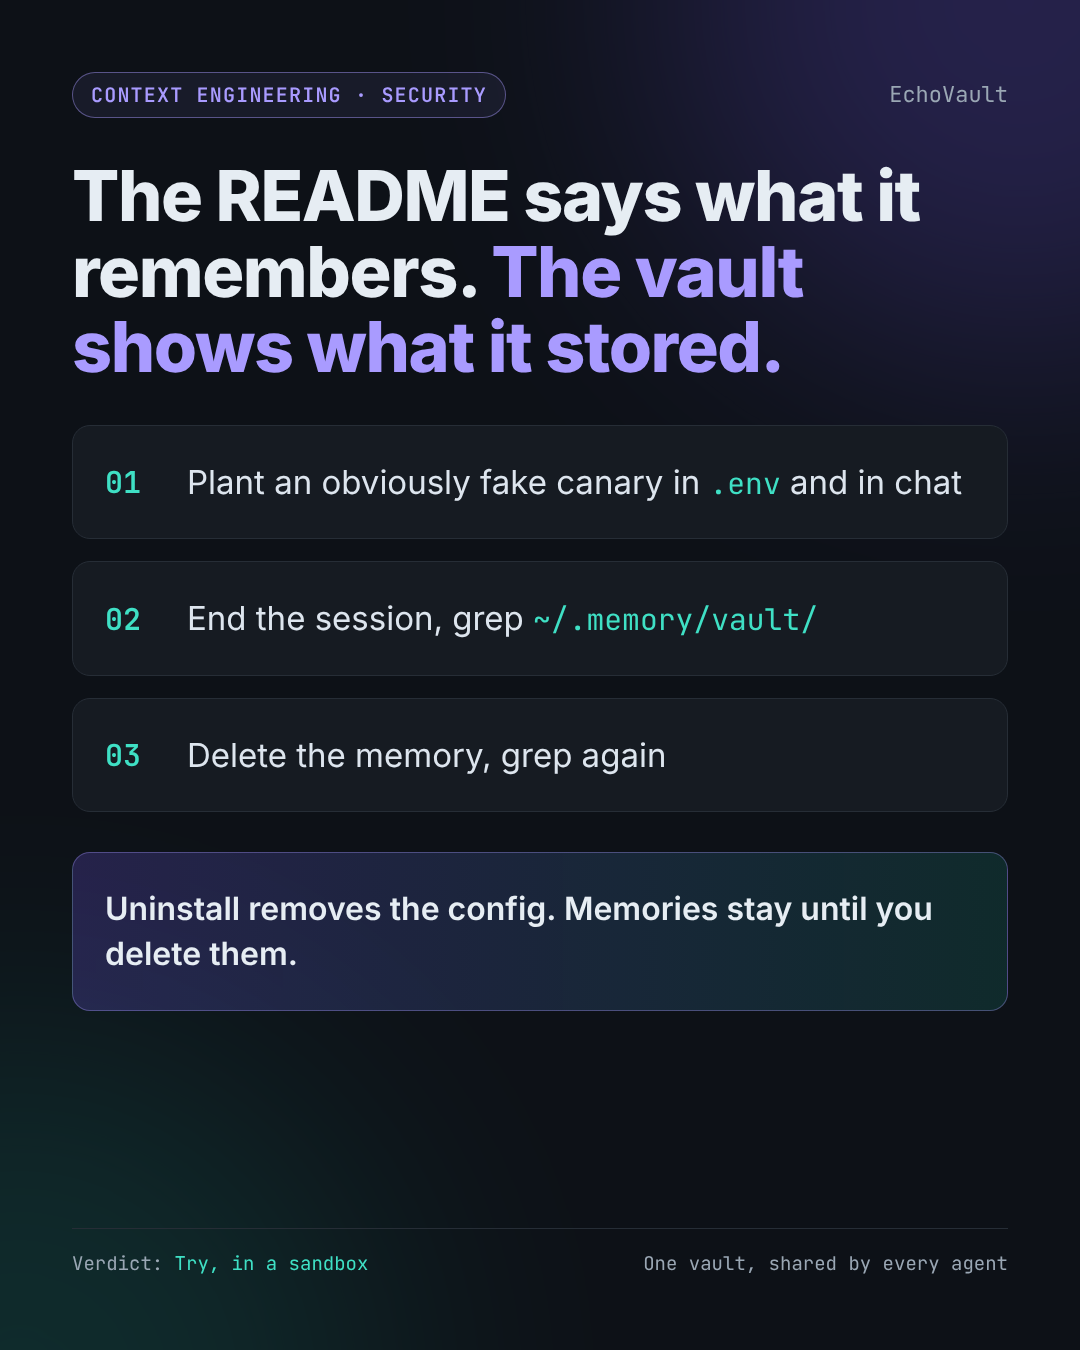 CONTEXT ENGINEERING · SECURITY
EchoVault
The README says what it
remembers. The vault
shows what it stored.
01 Plant an obviously fake canary in .env and in chat
02 End the session, grep ~/.memory/vault/
03 Delete the memory, grep again
Uninstall removes the config. Memories stay until you
delete them.
Verdict: Try, in a sandbox
One vault, shared by every agent